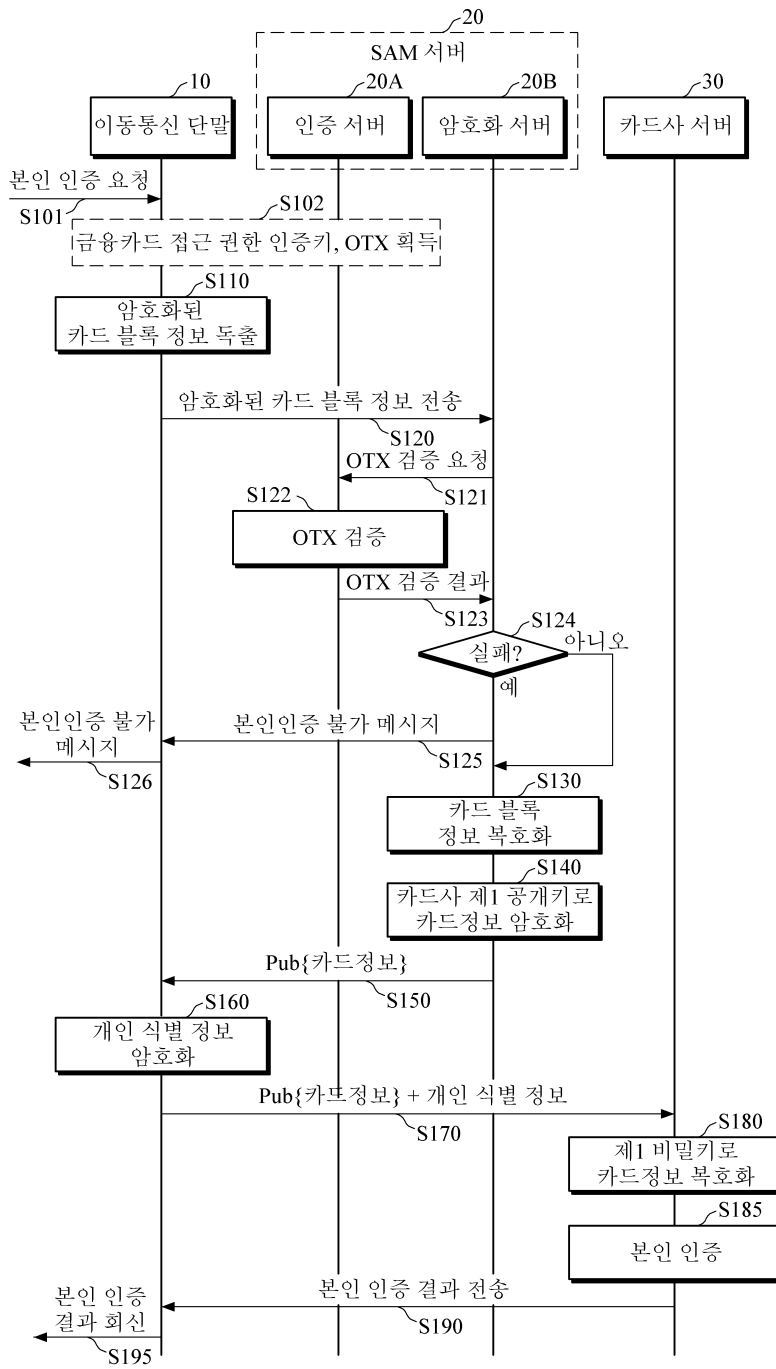 20
SAM 서버
10
20A
20B
30
이동통신 단말
인증 서버
암호화 서버
카드사 서버
본인 인증 요청
S101
S102
금융카드 접근 권한 인증키, OTX 획득
S110
암호화된
카드 블록 정보 독출
암호화된 카드 블록 정보 전송
S120
OTX 검증 요청
S121
S122
OTX 검증
OTX 검증 결과
S123
S124
실패?
아니오
예
본인인증 불가
메시지
S126
본인인증 불가 메시지
S125
S130
카드 블록
정보 복호화
S140
카드사 제1 공개키로
카드정보 암호화
Pub{카드정보}
S150
S160
개인 식별 정보
암호화
Pub{카드정보} + 개인 식별 정보
S170
S180
제1 비밀키로
카드정보 복호화
S185
본인 인증
본인 인증 결과 전송
S190
본인 인증
결과 회신
S195